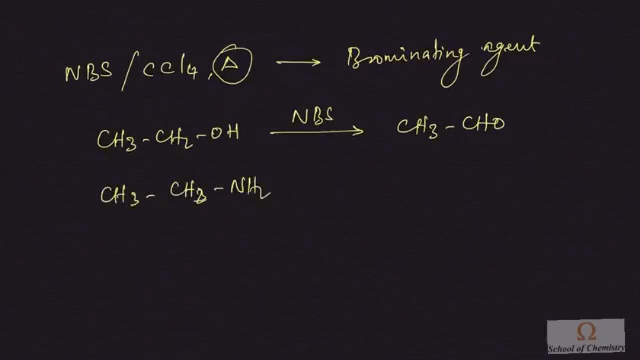 NBS / CCl4, Δ ⟶ Brominating agent
NBS
CH3 - CH2 - OH ⟶ CH3 - CHO
CH3 - CH2 - NH2
Ω
School of Chemistry